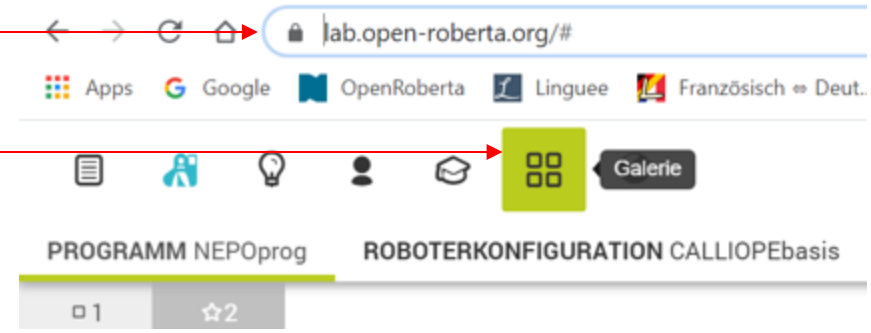 lab.open-roberta.org/#
Apps Google OpenRoberta Linguee Französisch ⇔ Deut...
Galerie
PROGRAMM NEPOprog ROBOTERKONFIGURATION CALLIOPEbasis
1 2